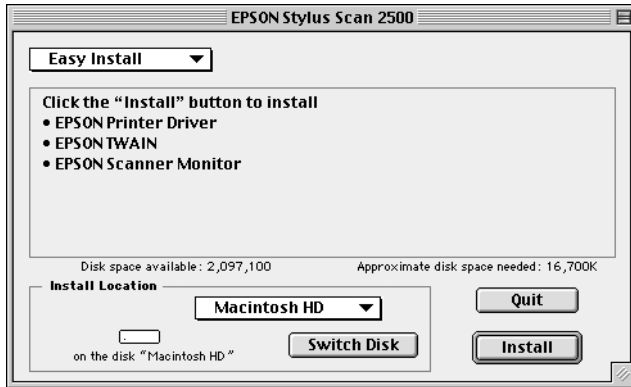 EPSON Stylus Scan 2500
Easy Install
Click the “Install” button to install
• EPSON Printer Driver
• EPSON TWAIN
• EPSON Scanner Monitor
Disk space available: 2,097,100 Approximate disk space needed: 16,700K
Install Location
Macintosh HD
Quit
on the disk “Macintosh HD”
Switch Disk
Install